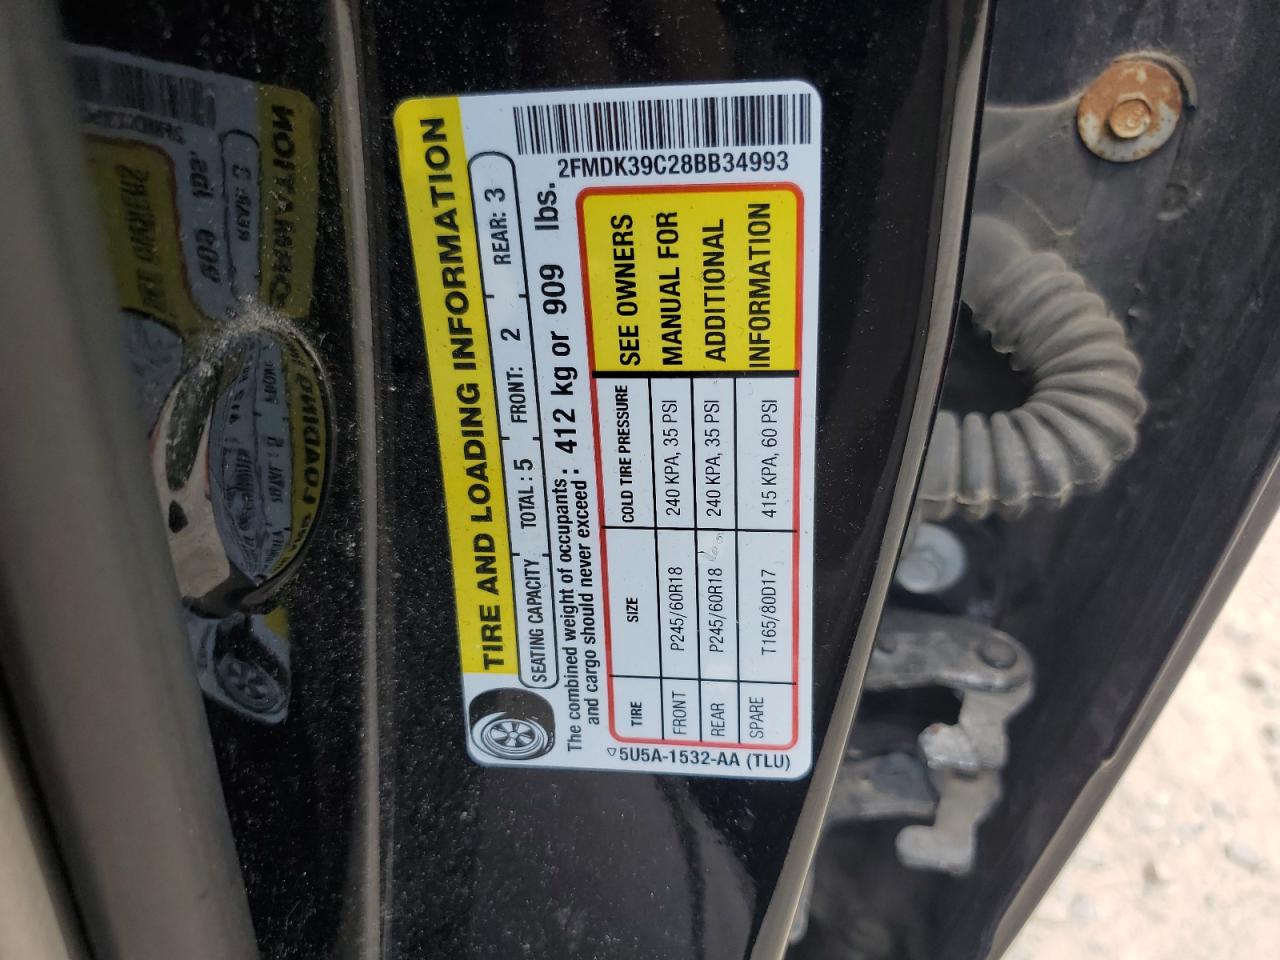 TIRE AND LOADING INFORMATION
SEATING CAPACITY TOTAL: 5 FRONT: 2 REAR: 3
The combined weight of occupants and cargo should never exceed: 412 kg or 909 lbs.
2FMDK39C28BB34993
TIRE SIZE COLD TIRE PRESSURE
FRONT P245/60R18 240 KPA, 35 PSI
REAR P245/60R18 240 KPA, 35 PSI
SPARE T165/80D17 415 KPA, 60 PSI
SEE OWNERS
MANUAL FOR
ADDITIONAL
INFORMATION
5U5A-1532-AA (TLU)